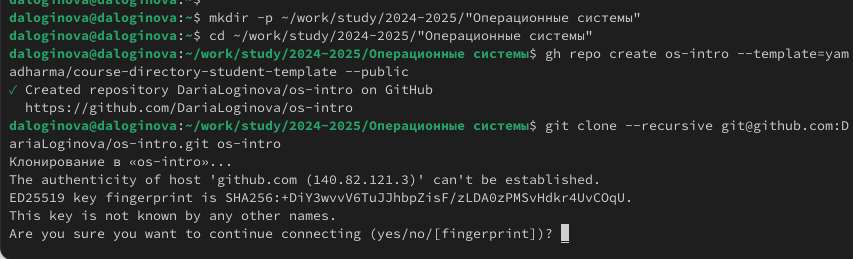 daloginova@daloginova:~$ mkdir -p ~/work/study/2024-2025/"Операционные системы"
daloginova@daloginova:~$ cd ~/work/study/2024-2025/"Операционные системы"
daloginova@daloginova:~/work/study/2024-2025/Операционные системы$ gh repo create os-intro --template=yam
adharma/course-directory-student-template --public
✓ Created repository DariaLoginova/os-intro on GitHub
  https://github.com/DariaLoginova/os-intro
daloginova@daloginova:~/work/study/2024-2025/Операционные системы$ git clone --recursive git@github.com:D
ariaLoginova/os-intro.git os-intro
Клонирование в «os-intro»...
The authenticity of host 'github.com (140.82.121.3)' can't be established.
ED25519 key fingerprint is SHA256:+DiY3wvvV6TuJJhbpZisF/zLDA0zPMSvHdkr4UvCOqU.
This key is not known by any other names.
Are you sure you want to continue connecting (yes/no/[fingerprint])?